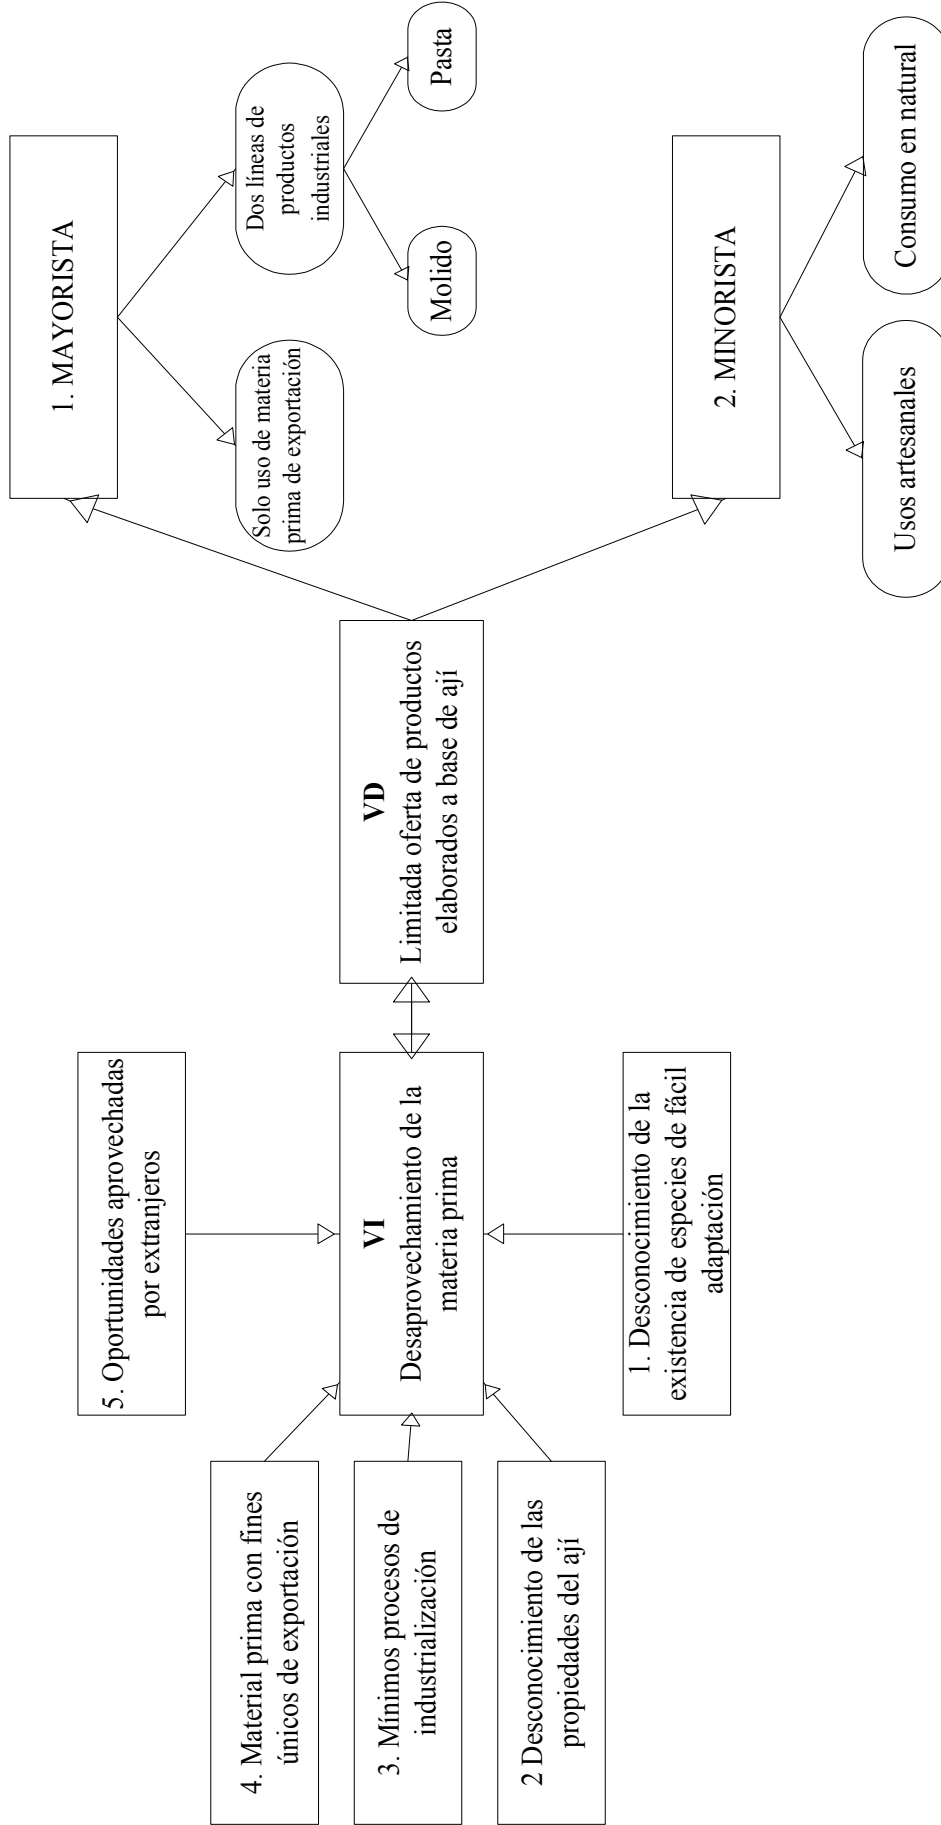 5. Oportunidades aprovechadas
por extranjeros
4. Material prima con fines
únicos de exportación
3. Mínimos procesos de
industrialización
2 Desconocimiento de las
propiedades del ají
VI
Desaprovechamiento de la
materia prima
1. Desconocimiento de la
existencia de especies de fácil
adaptación
VD
Limitada oferta de productos
elaborados a base de ají
1. MAYORISTA
Solo uso de materia
prima de exportación
Dos líneas de
productos
industriales
Molido
Pasta
2. MINORISTA
Usos artesanales
Consumo en natural